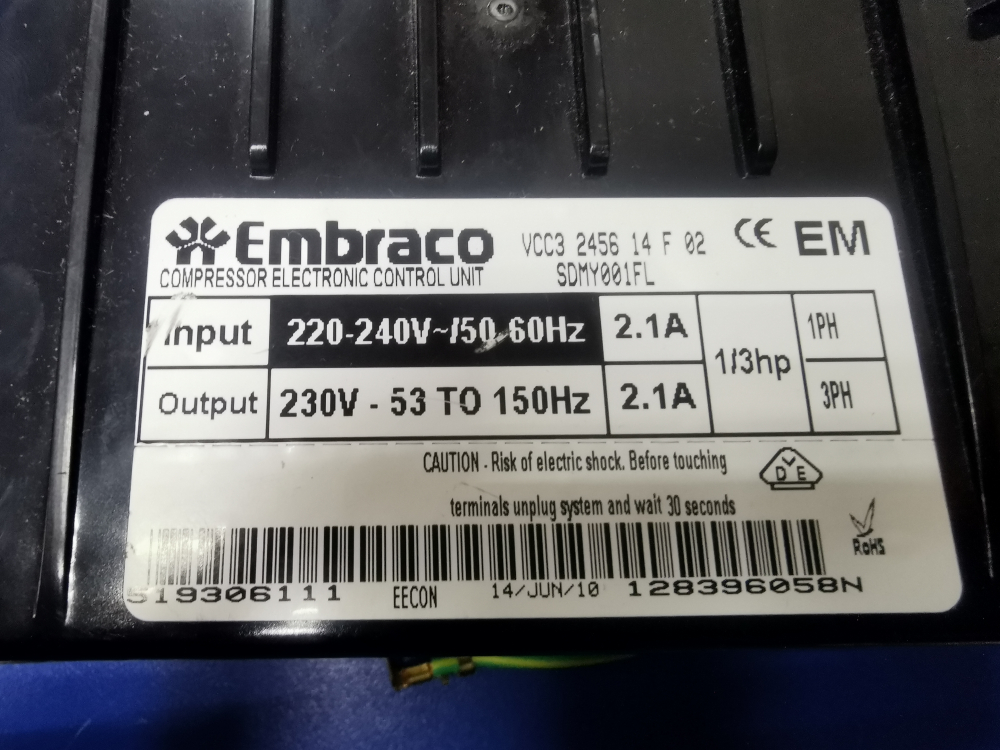 Embraco VCC3 2456 14 F 02 CE EM
COMPRESSOR ELECTRONIC CONTROL UNIT SDMY001FL
Input 220-240V~/50-60Hz 2.1A 1/3hp 1PH
Output 230V - 53 TO 150Hz 2.1A 3PH
CAUTION - Risk of electric shock. Before touching
terminals unplug system and wait 30 seconds
DVE
RoHS
519306111 EECON 14/JUN/10 128396058N